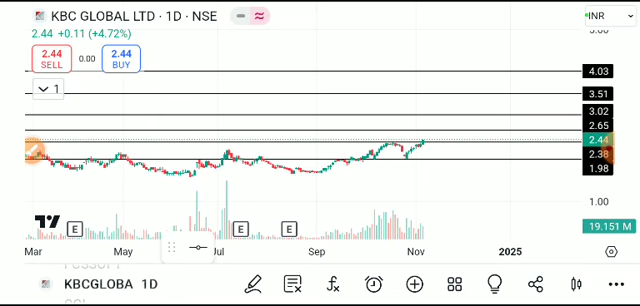 KBC GLOBAL LTD · 1D · NSE
INR
2.44 +0.11 (+4.72%)
2.44
SELL
0.00
2.44
BUY
1
4.03
3.51
3.02
2.65
2.44
2.38
1.98
1.00
19.151 M
E
E
E
Mar
May
Jul
Sep
Nov
2025
KBCGLOBA 1D